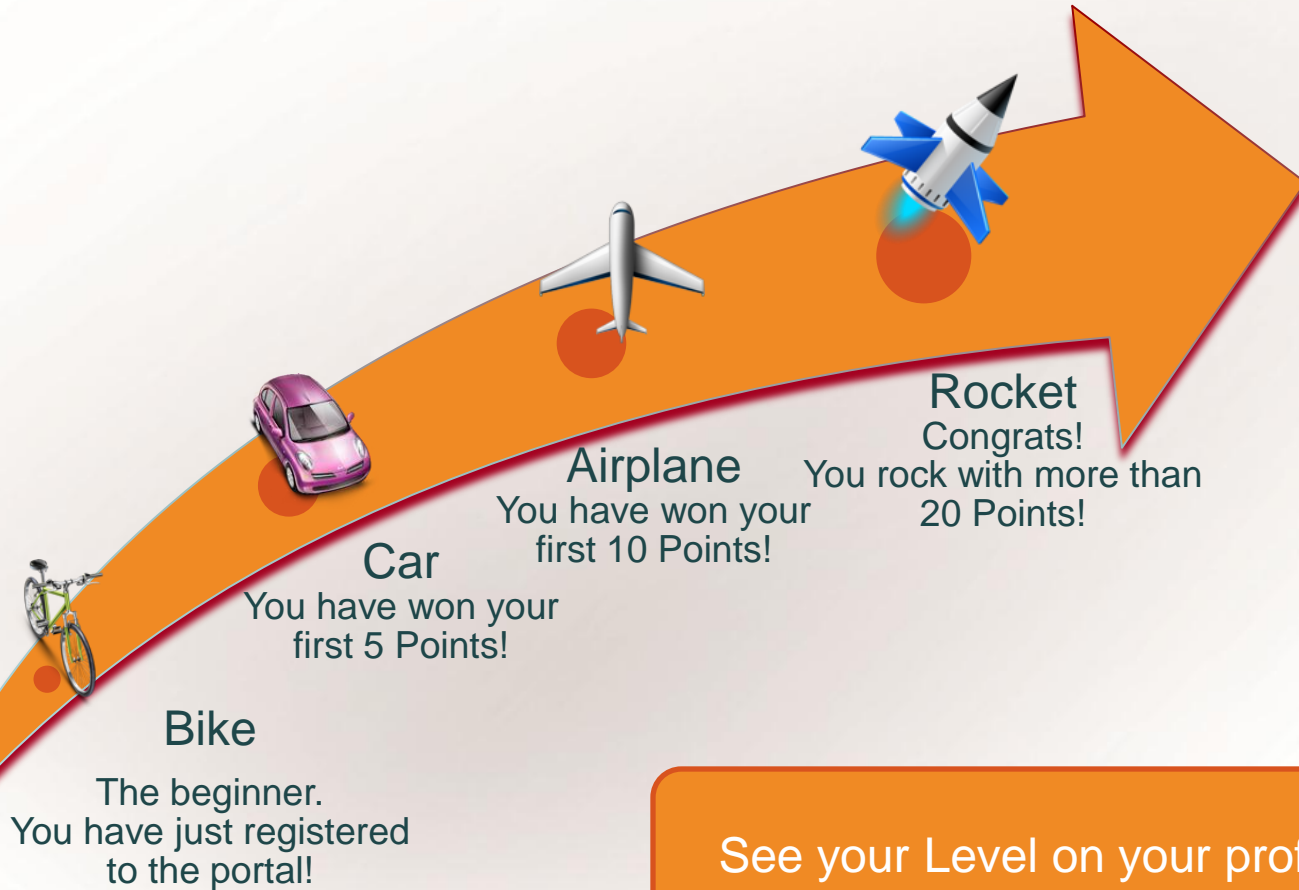 Rocket
Congrats!
You rock with more than
20 Points!
Airplane
You have won your
first 10 Points!
Car
You have won your
first 5 Points!
Bike
The beginner.
You have just registered
to the portal!
See your Level on your